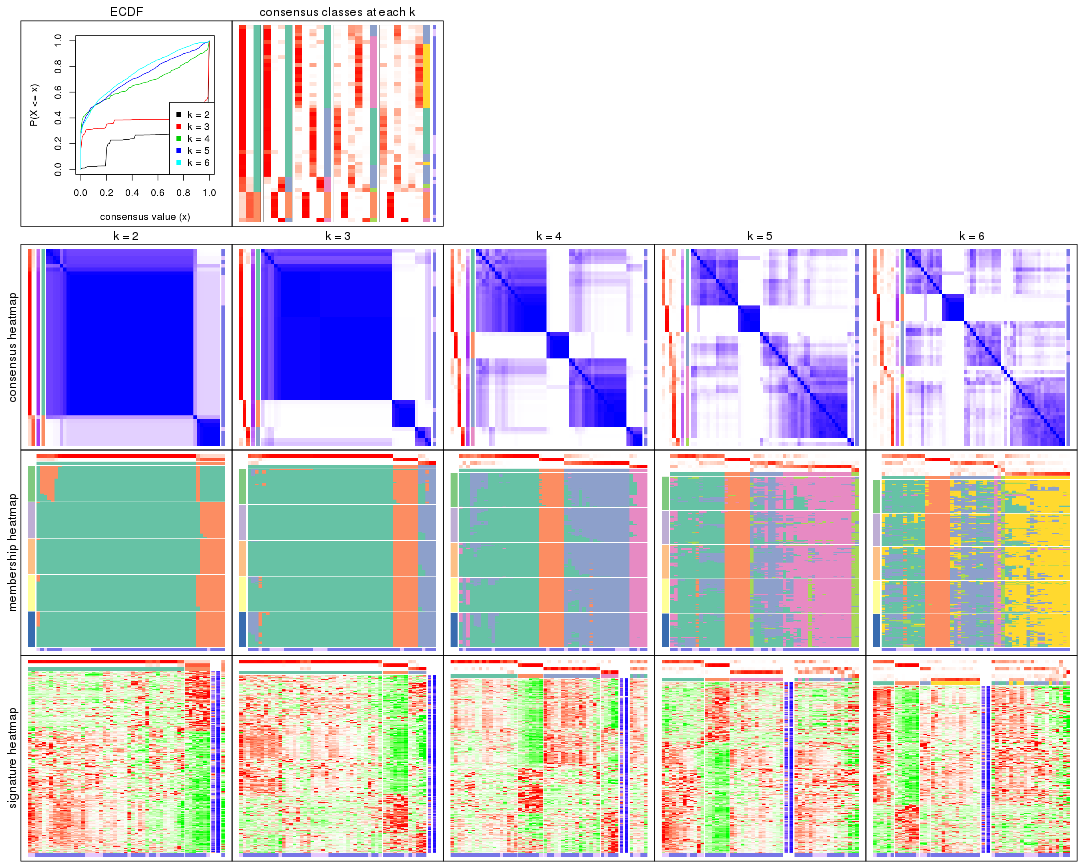 ECDF
consensus classes at each k
P(X <= x)
0.0 0.2 0.4 0.6 0.8 1.0
k = 2
k = 3
k = 4
k = 5
k = 6
0.0 0.2 0.4 0.6 0.8 1.0
consensus value (x)
k = 2 k = 3 k = 4 k = 5 k = 6
consensus heatmap
membership heatmap
signature heatmap